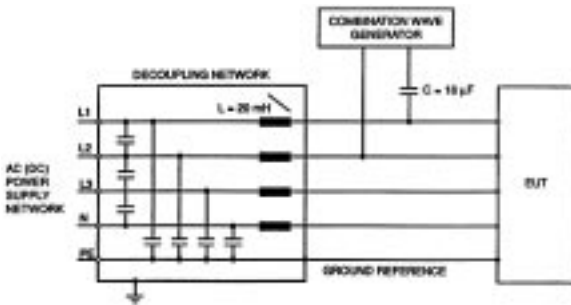 COMBINATION WAVE
GENERATOR
DECOUPLING NETWORK
C = 18 µF
L = 20 mH
L1
L2
L3
N
PE
AC (DC)
POWER
SUPPLY
NETWORK
EUT
GROUND REFERENCE